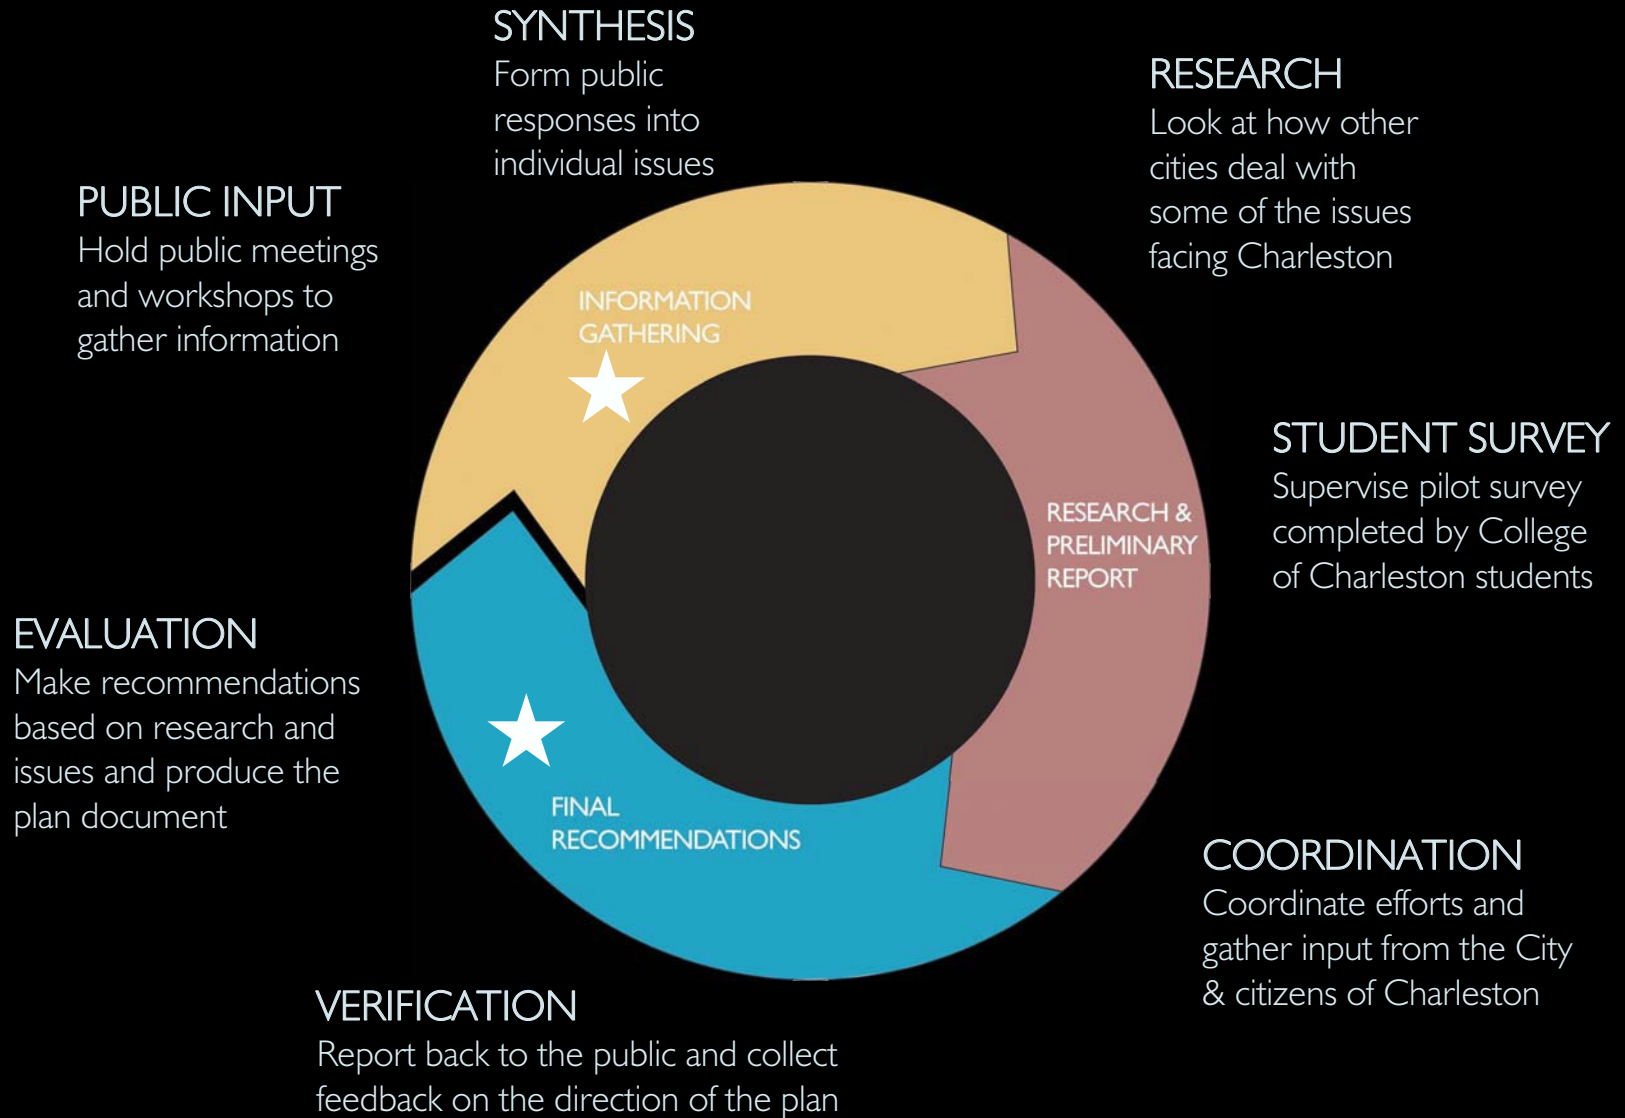 SYNTHESIS
Form public
responses into
individual issues
RESEARCH
Look at how other
cities deal with
some of the issues
facing Charleston
PUBLIC INPUT
Hold public meetings
and workshops to
gather information
INFORMATION
GATHERING
STUDENT SURVEY
Supervise pilot survey
completed by College
of Charleston students
RESEARCH &
PRELIMINARY
REPORT
EVALUATION
Make recommendations
based on research and
issues and produce the
plan document
FINAL
RECOMMENDATIONS
COORDINATION
Coordinate efforts and
gather input from the City
& citizens of Charleston
VERIFICATION
Report back to the public and collect
feedback on the direction of the plan